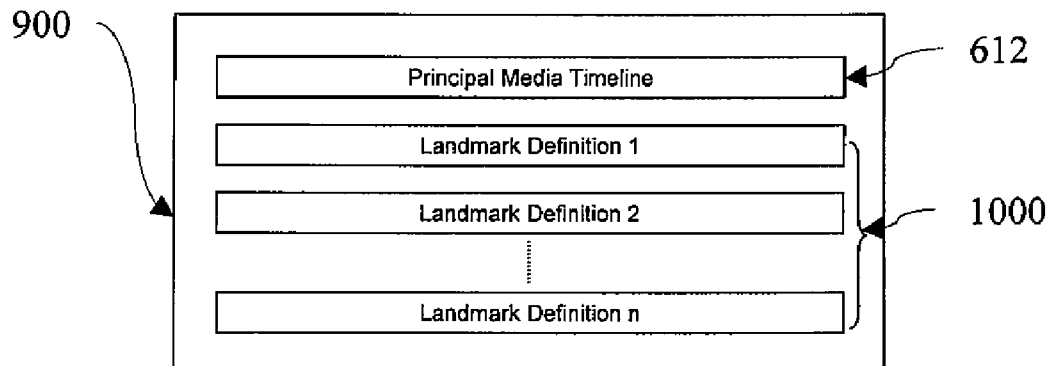 900
Principal Media Timeline
612
Landmark Definition 1
Landmark Definition 2
1000
Landmark Definition n